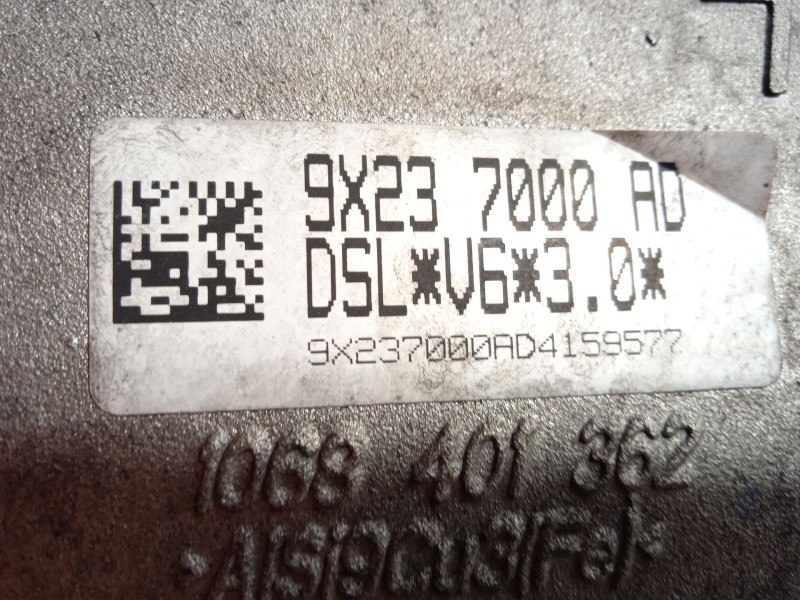 9X23 7000 AD
DSL*V6*3.0*
9X237000AD4159577
1068 401 362
-AlSi9Cu3(Fe)-